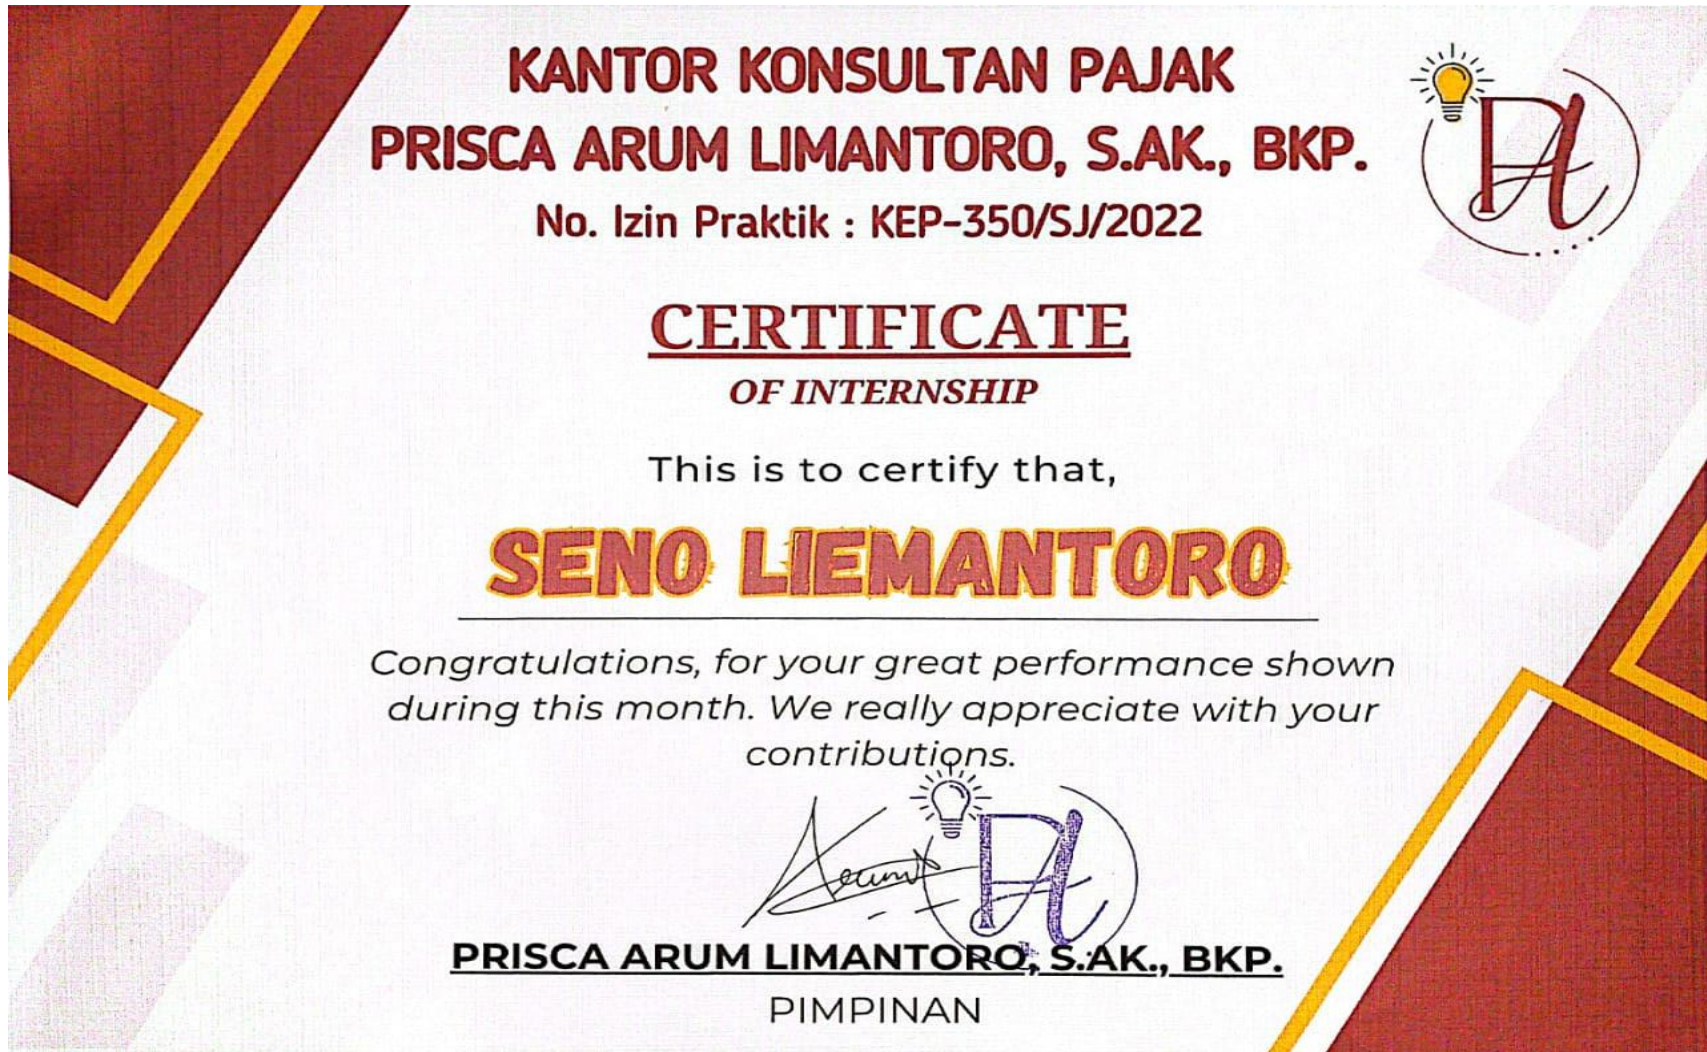 KANTOR KONSULTAN PAJAK
PRISCA ARUM LIMANTORO, S.AK., BKP.
No. Izin Praktik : KEP-350/SJ/2022
PA
CERTIFICATE
OF INTERNSHIP
This is to certify that,
SENO LIEMANTORO
Congratulations, for your great performance shown
during this month. We really appreciate with your
contributions.
PA
PRISCA ARUM LIMANTORO, S.AK., BKP.
PIMPINAN